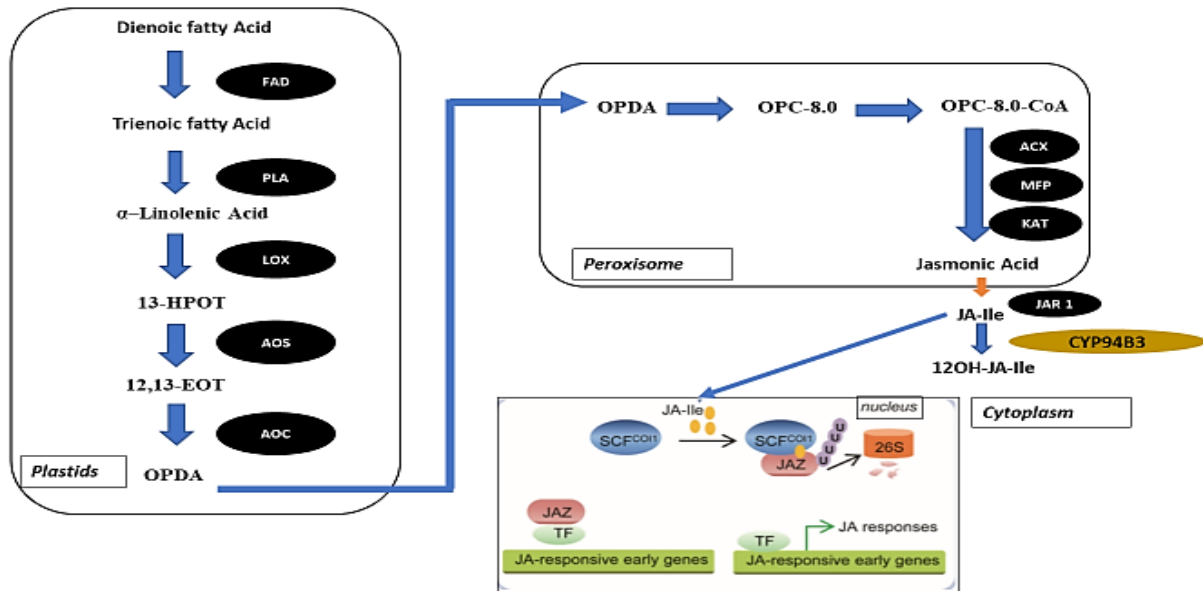 Dienoic fatty Acid
FAD
Trienoic fatty Acid
PLA
α–Linolenic Acid
LOX
13-HPOT
AOS
12,13-EOT
AOC
Plastids
OPDA
OPDA
OPC-8.0
OPC-8.0-CoA
ACX
MFP
KAT
Peroxisome
Jasmonic Acid
JA-Ile
JAR 1
CYP94B3
12OH-JA-Ile
Cytoplasm
nucleus
JA-Ile
SCFCOI1
SCFCOI1
JAZ
U
U
U
U
26S
JAZ
TF
JA-responsive early genes
TF
JA responses
JA-responsive early genes